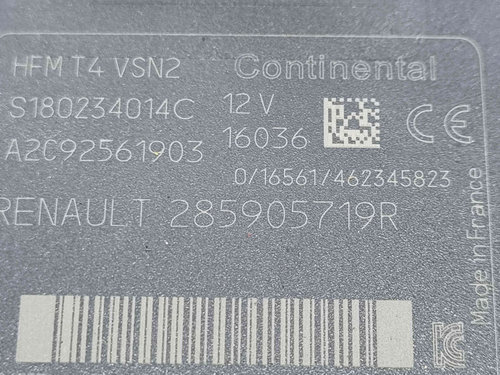 HFM T4 VSN2 Continental
S180234014C 12 V
A2C92561903 16036
0/16561/462345823
RENAULT 285905719R
Made in France